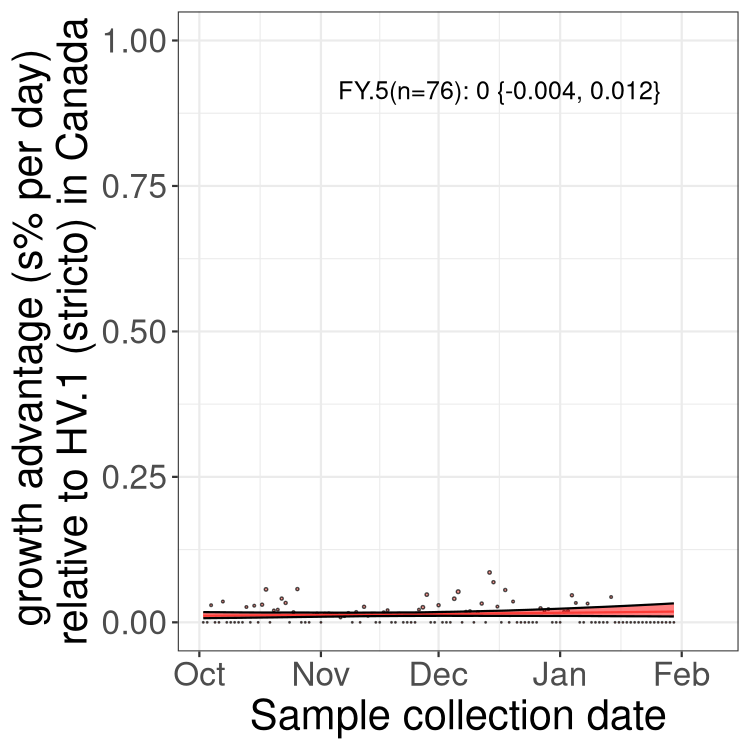 growth advantage (s% per day)
relative to HV.1 (stricto) in Canada
1.00
0.75
0.50
0.25
0.00
FY.5(n=76): 0 {-0.004, 0.012}
Oct Nov Dec Jan Feb
Sample collection date